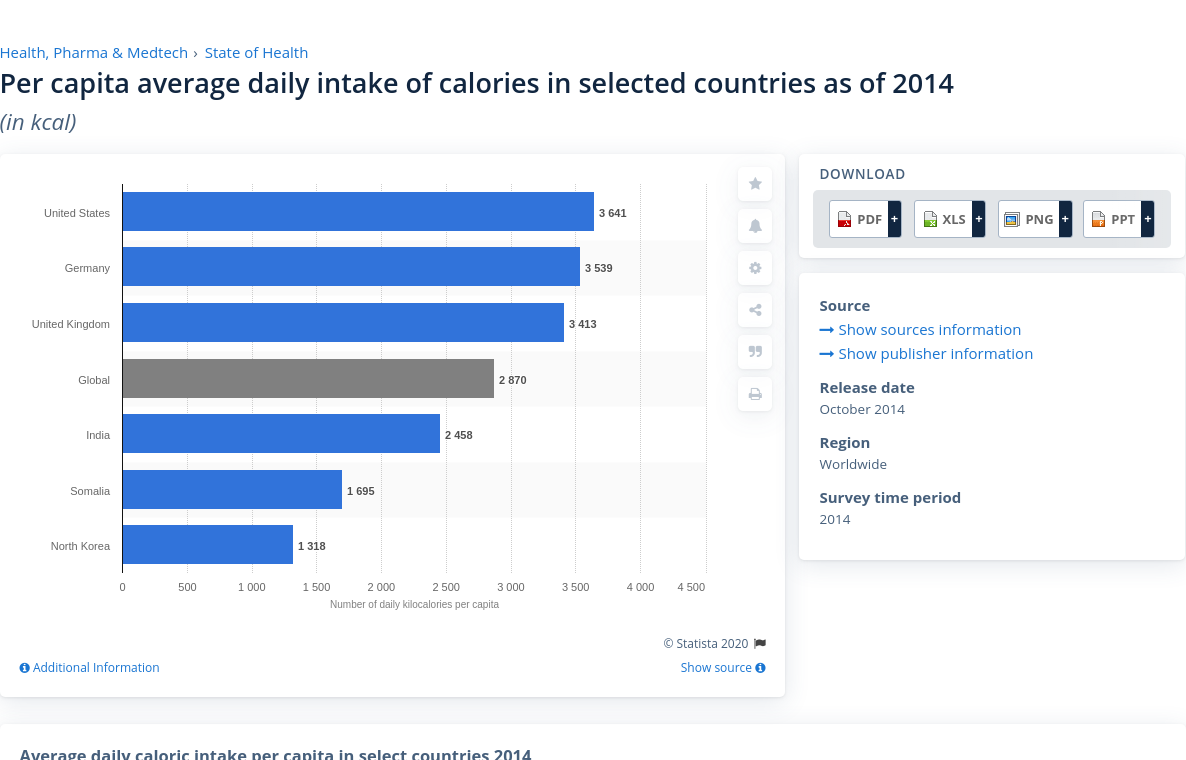 Health, Pharma & Medtech › State of Health
Per capita average daily intake of calories in selected countries as of 2014
(in kcal)
United States 3 641
Germany 3 539
United Kingdom 3 413
Global 2 870
India 2 458
Somalia 1 695
North Korea 1 318
0 500 1 000 1 500 2 000 2 500 3 000 3 500 4 000 4 500
Number of daily kilocalories per capita
© Statista 2020
Additional Information
Show source
DOWNLOAD
PDF + XLS + PNG + PPT +
Source
Show sources information
Show publisher information
Release date
October 2014
Region
Worldwide
Survey time period
2014
Average daily caloric intake per capita in select countries 2014